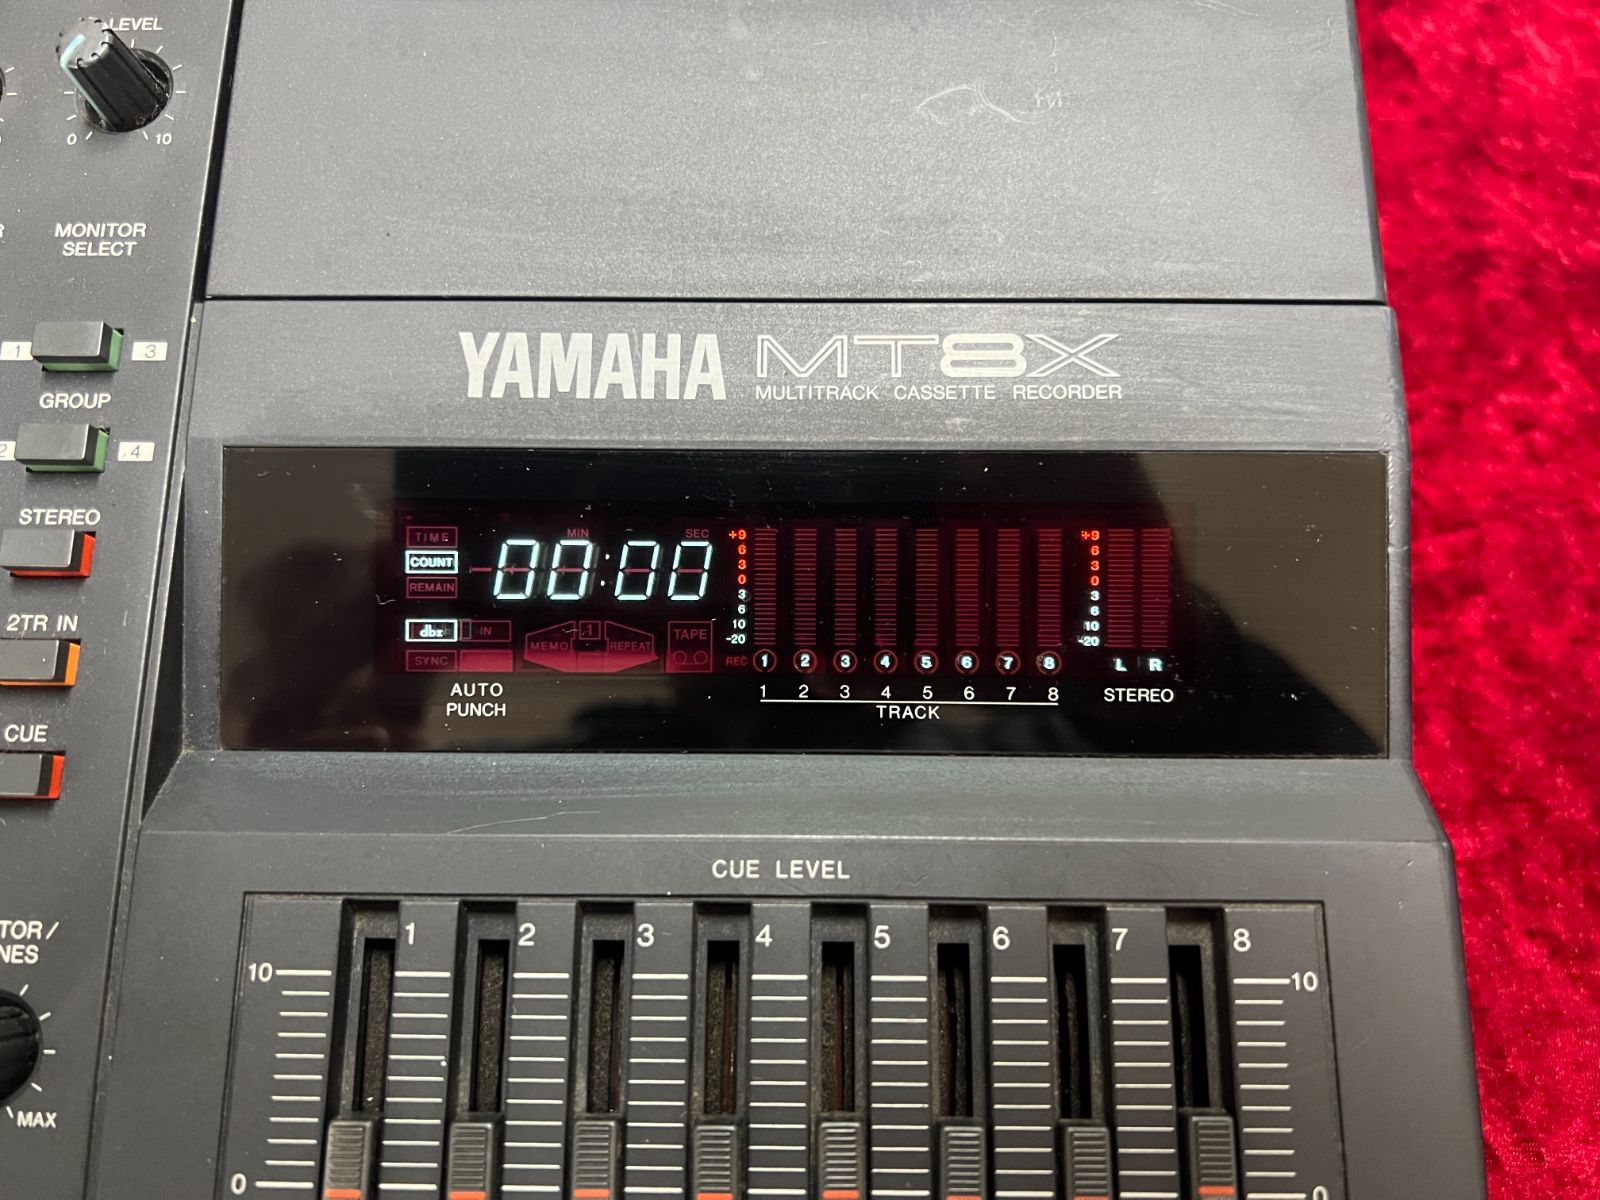 LEVEL
0 10
MONITOR
SELECT
1 3
GROUP
2 4
STEREO
2TR IN
CUE
MAX
YAMAHA MT8X
MULTITRACK CASSETTE RECORDER
TIME
COUNT
REMAIN
MIN SEC
-00:00
dbx IN
SYNC
MEMO 1 REPEAT
TAPE
AUTO
PUNCH
+9
6
3
0
3
6
10
-20
REC 1 2 3 4 5 6 7 8
1 2 3 4 5 6 7 8
TRACK
+9
6
3
0
3
6
10
-20
L R
STEREO
CUE LEVEL
1 2 3 4 5 6 7 8
10 10
0 0